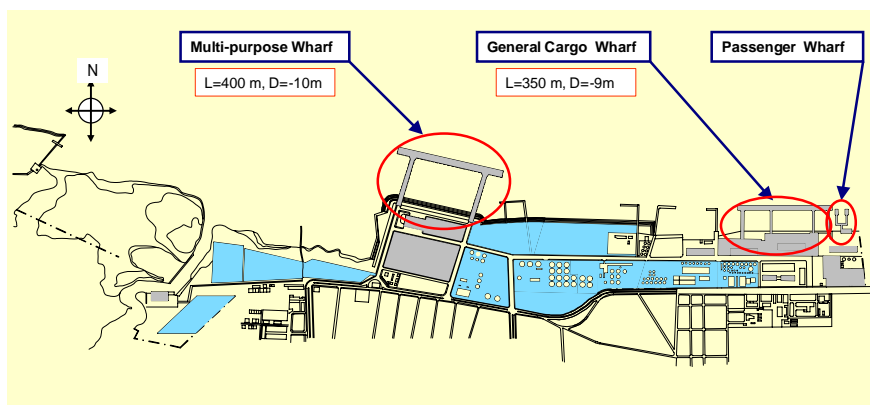 Multi-purpose Wharf
General Cargo Wharf
Passenger Wharf
L=400 m, D=-10m
L=350 m, D=-9m
N